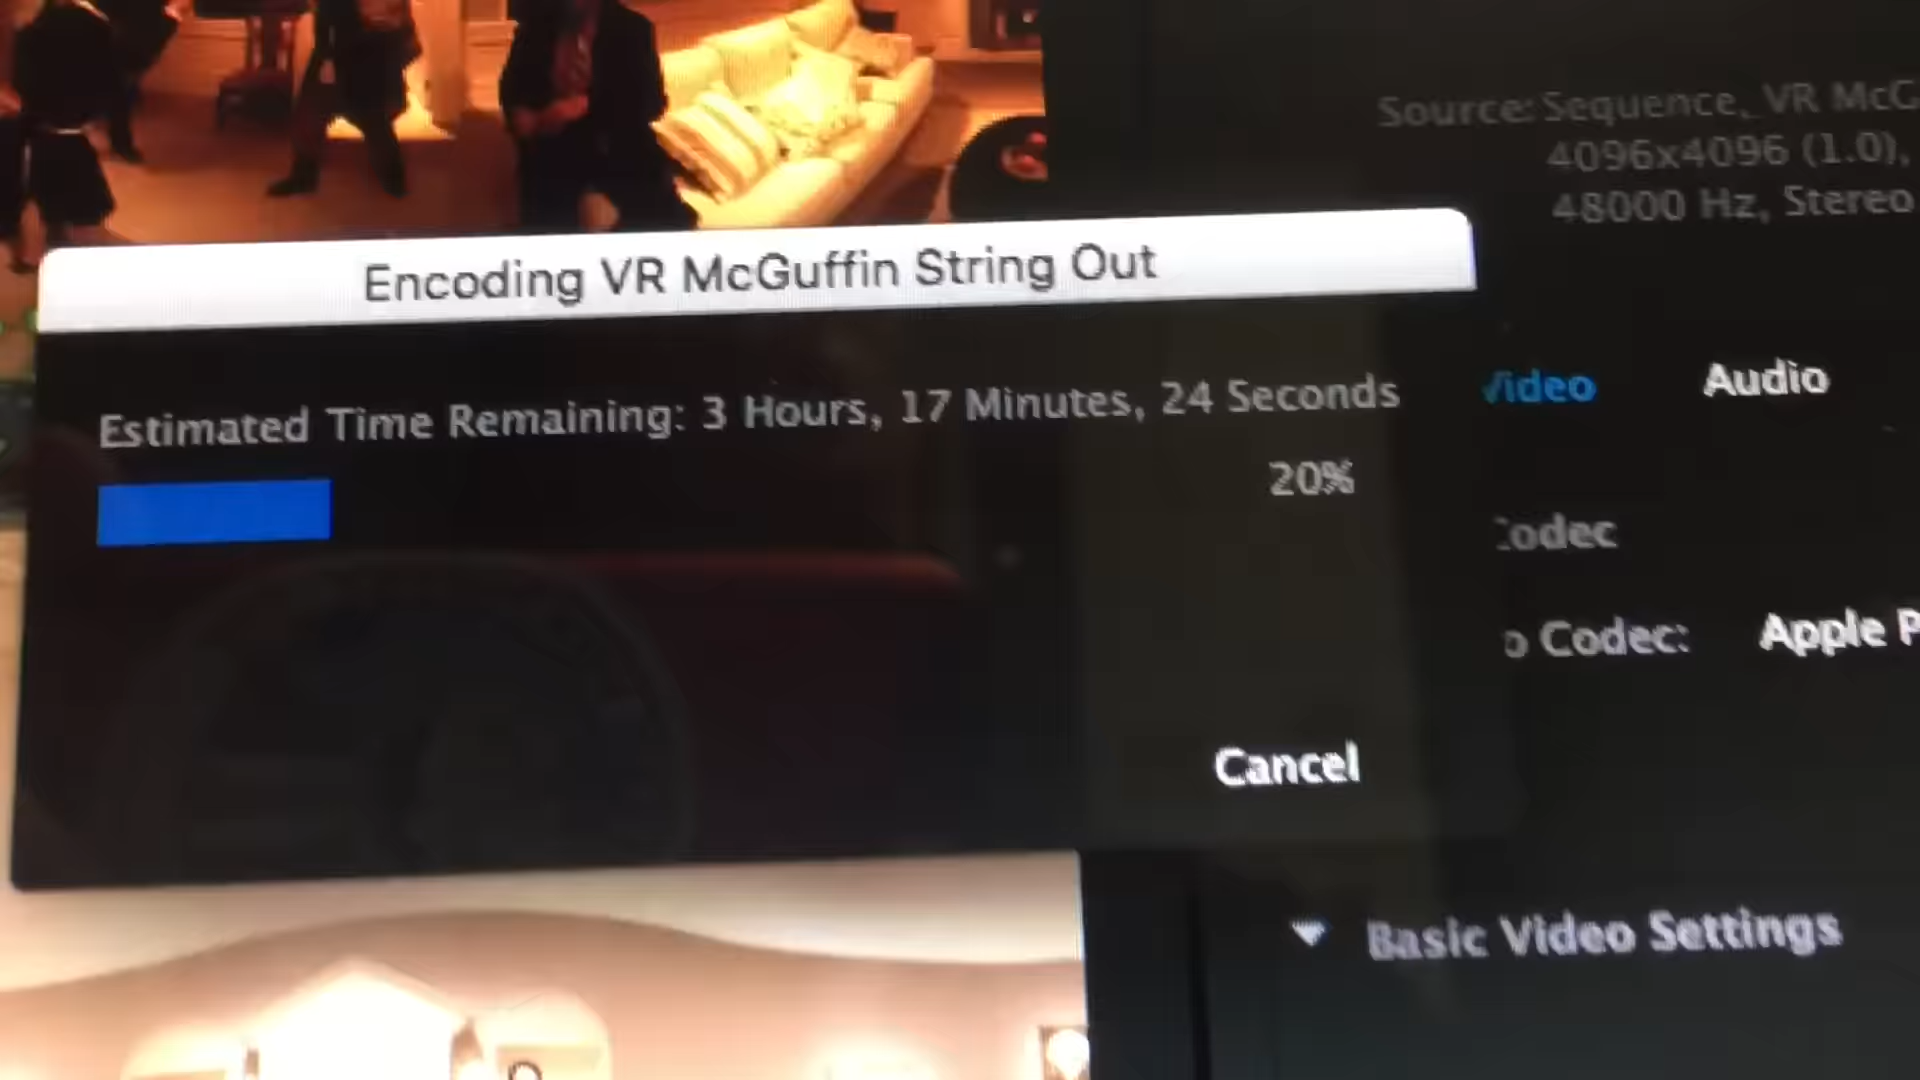 Source: Sequence, VR McG
4096x4096 (1.0),
48000 Hz, Stereo
Encoding VR McGuffin String Out
Estimated Time Remaining: 3 Hours, 17 Minutes, 24 Seconds
20%
Video Audio
Codec
o Codec: Apple P
Cancel
Basic Video Settings